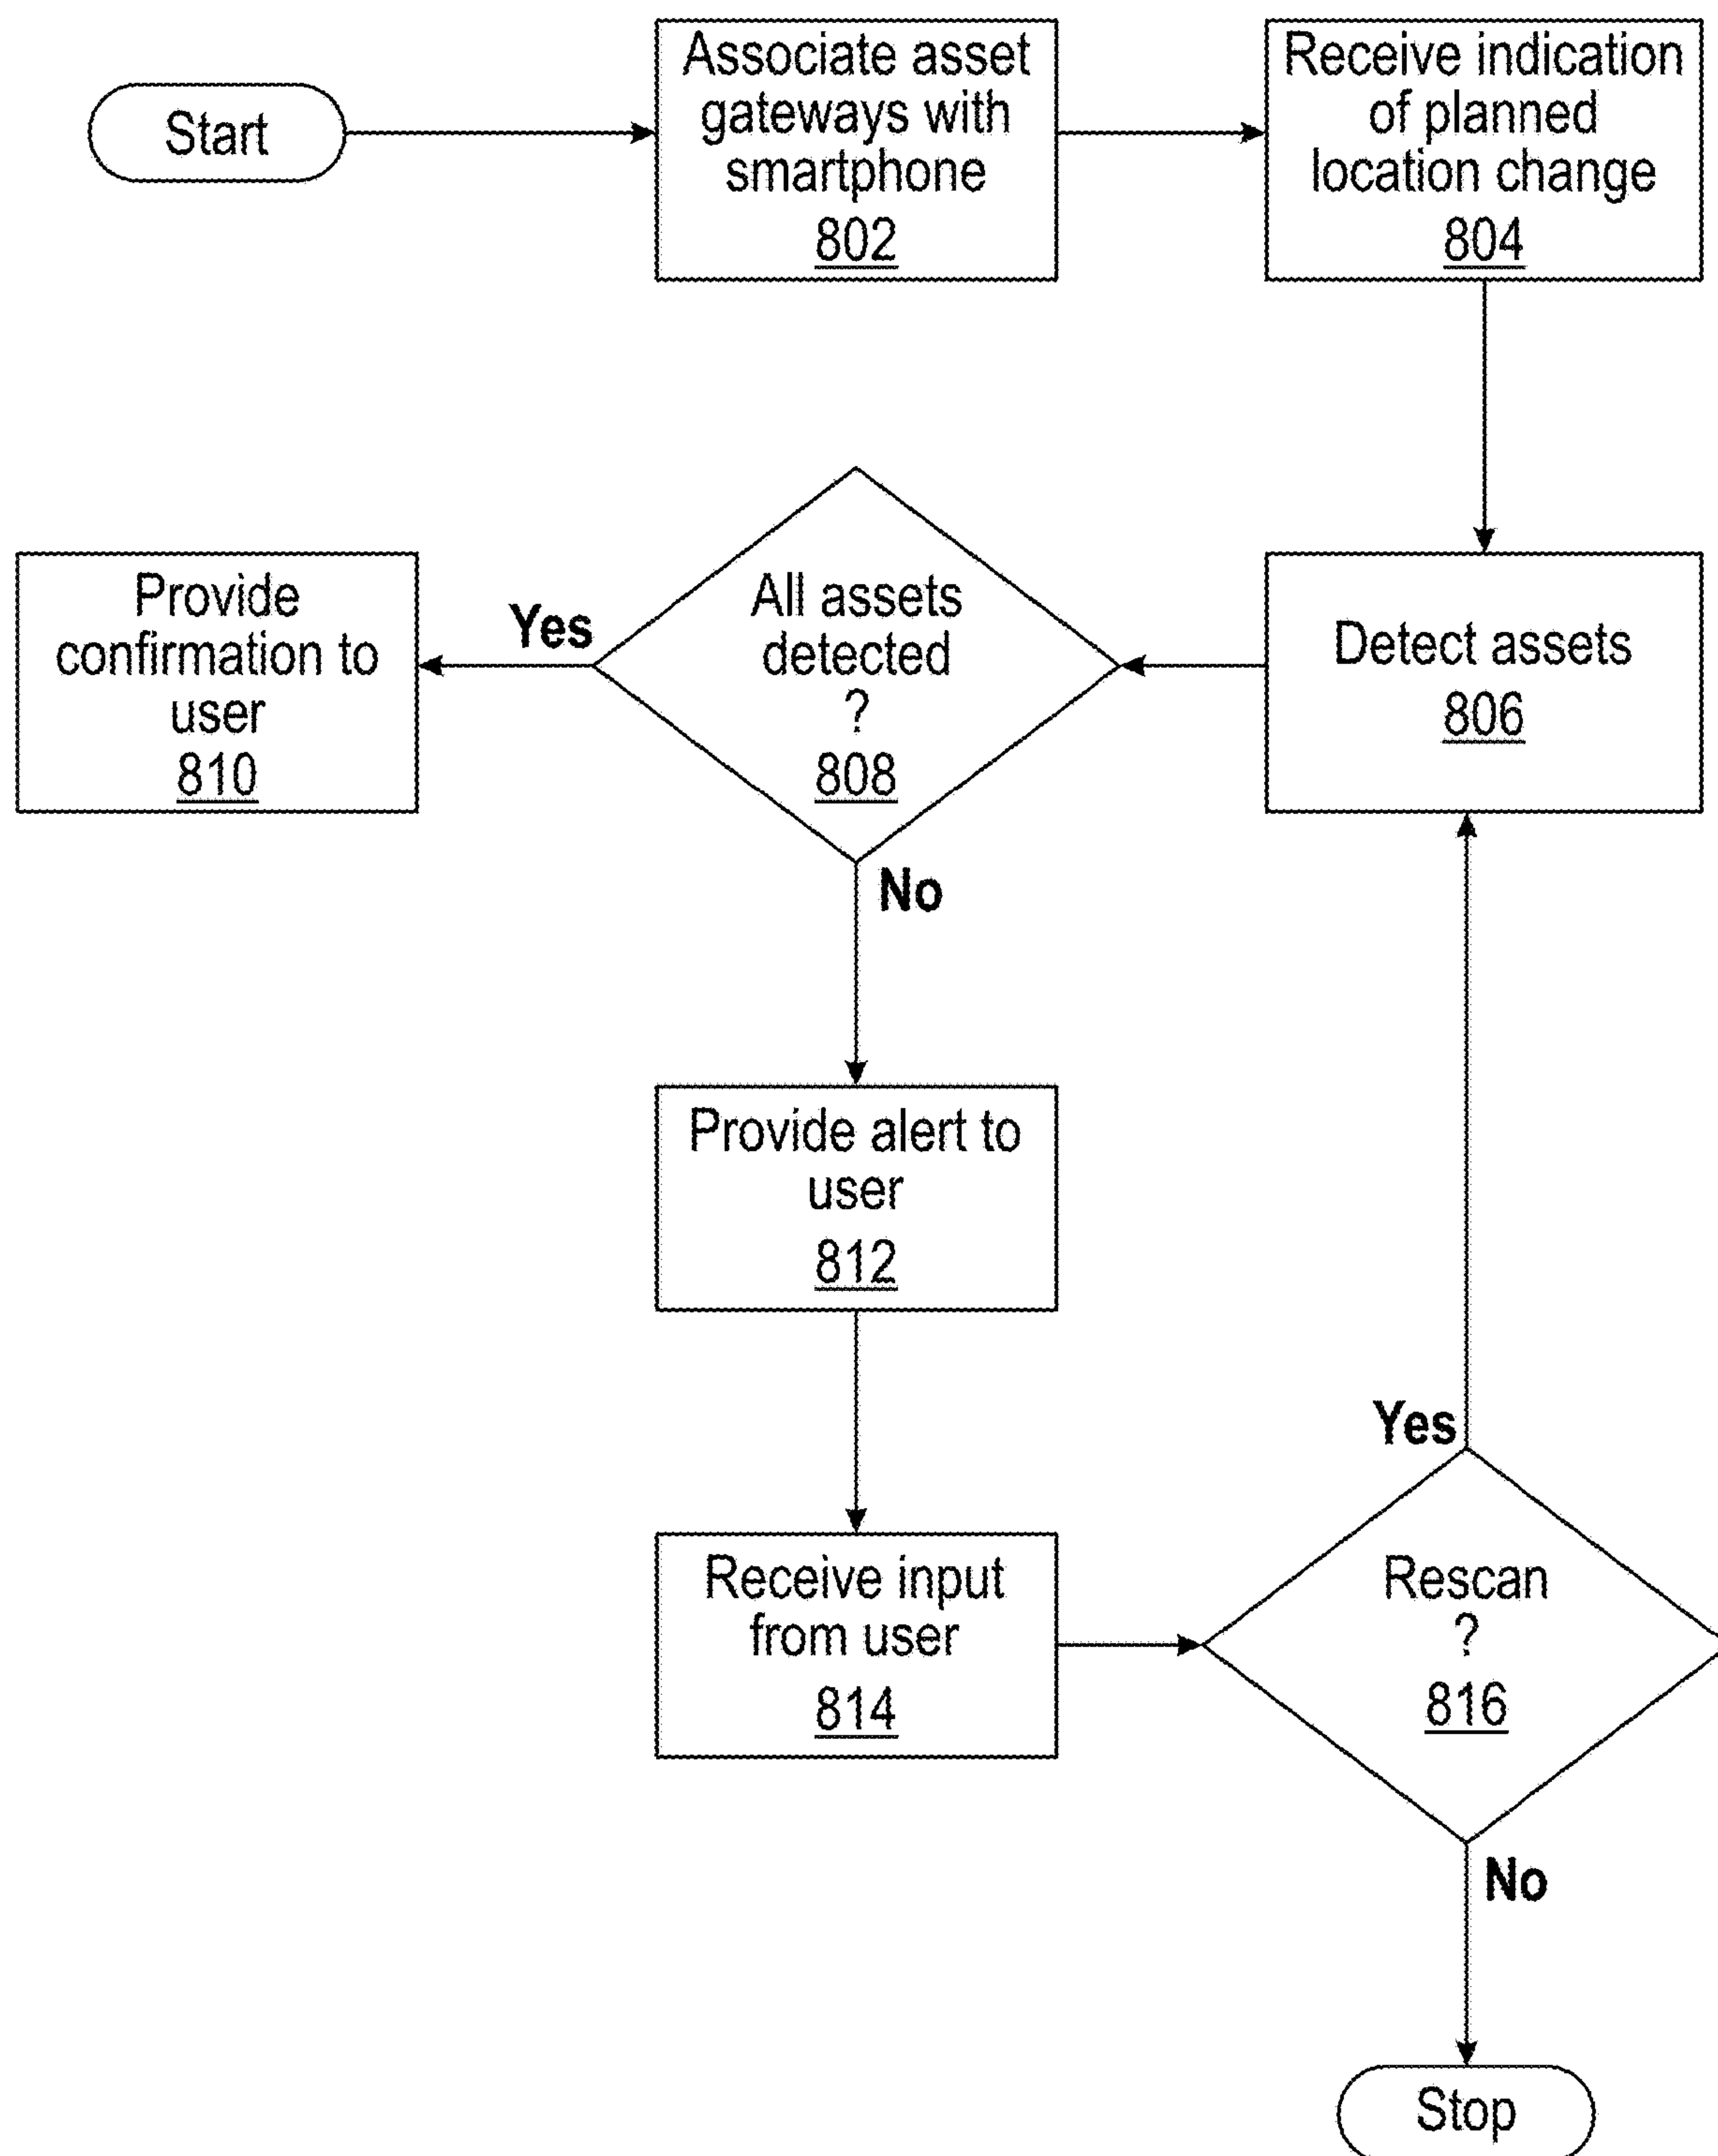 Start
Associate asset
gateways with
smartphone
802
Receive indication
of planned
location change
804
Provide
confirmation to
user
810
Yes
All assets
detected
?
808
Detect assets
806
No
Provide alert to
user
812
Yes
Receive input
from user
814
Rescan
?
816
No
Stop